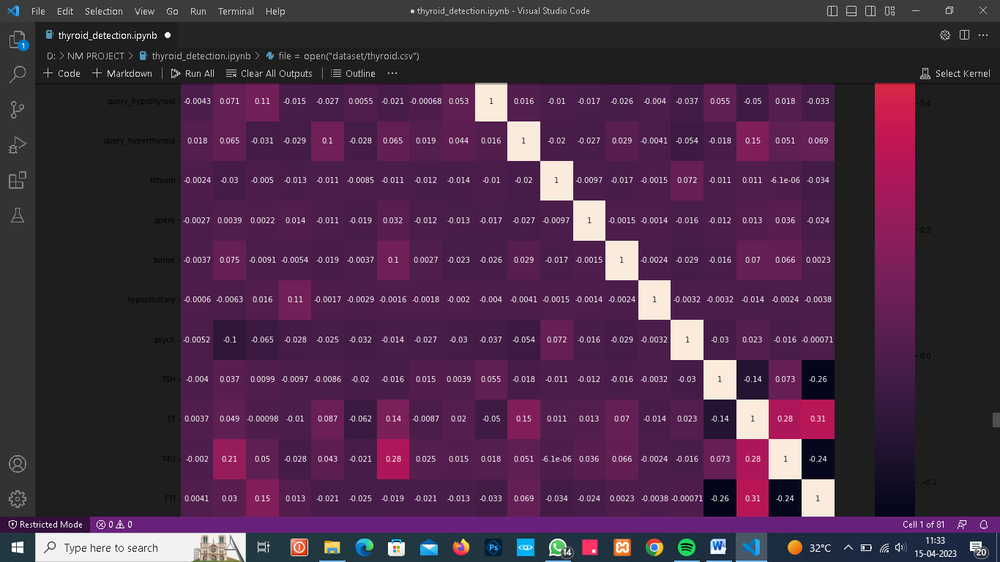 File Edit Selection View Go Run Terminal Help ● thyroid_detection.ipynb - Visual Studio Code
1 thyroid_detection.ipynb ●
D: > NM PROJECT > thyroid_detection.ipynb > file = open("dataset/thyroid.csv")
+ Code + Markdown Run All Clear All Outputs Outline ··· Select Kernel
query_hypothyroid -0.0043 0.071 0.11 -0.015 -0.027 0.0055 -0.021 -0.00068 0.053 1 0.016 -0.01 -0.017 -0.026 -0.004 -0.037 0.055 -0.05 0.018 -0.033
0.4
query_hyperthyroid 0.018 0.065 -0.031 -0.029 0.1 -0.028 0.065 0.019 0.044 0.016 1 -0.02 -0.027 0.029 -0.0041 -0.054 -0.018 0.15 0.051 0.069
lithium -0.0024 -0.03 -0.005 -0.013 -0.011 -0.0085 -0.011 -0.012 -0.014 -0.01 -0.02 1 -0.0097 -0.017 -0.0015 0.072 -0.011 0.011 -6.1e-06 -0.034
goitre -0.0027 0.0039 0.0022 0.014 -0.011 -0.019 0.032 -0.012 -0.013 -0.017 -0.027 -0.0097 1 -0.0015 -0.0014 -0.016 -0.012 0.013 0.036 -0.024
0.2
tumor -0.0037 0.075 -0.0091 -0.0054 -0.019 -0.0037 0.1 0.0027 -0.023 -0.026 0.029 -0.017 -0.0015 1 -0.0024 -0.029 -0.016 0.07 0.066 0.0023
hypopituitary -0.0006 -0.0063 0.016 0.11 -0.0017 -0.0029 -0.0016 -0.0018 -0.002 -0.004 -0.0041 -0.0015 -0.0014 -0.0024 1 -0.0032 -0.0032 -0.014 -0.0024 -0.0038
psych -0.0052 -0.1 -0.065 -0.028 -0.025 -0.032 -0.014 -0.027 -0.03 -0.037 -0.054 0.072 -0.016 -0.029 -0.0032 1 -0.03 0.023 -0.016 -0.00071
0.0
TSH -0.004 0.037 0.0099 -0.0097 -0.0086 -0.02 -0.016 0.015 0.0039 0.055 -0.018 -0.011 -0.012 -0.016 -0.0032 -0.03 1 -0.14 0.073 -0.26
T3 0.0037 0.049 -0.00098 -0.01 0.087 -0.062 0.14 -0.0087 0.02 -0.05 0.15 0.011 0.013 0.07 -0.014 0.023 -0.14 1 0.28 0.31
T4U -0.002 0.21 0.05 -0.028 0.043 -0.021 0.28 0.025 0.015 0.018 0.051 -6.1e-06 0.036 0.066 -0.0024 -0.016 0.073 0.28 1 -0.24
−0.2
FTI 0.0041 0.03 0.15 0.013 -0.021 -0.025 -0.019 -0.021 -0.013 -0.033 0.069 -0.034 -0.024 0.0023 -0.0038 -0.00071 -0.26 0.31 -0.24 1
Restricted Mode 0 0 Cell 1 of 81
Type here to search Ps 14 W 32°C 11:33
15-04-2023 20